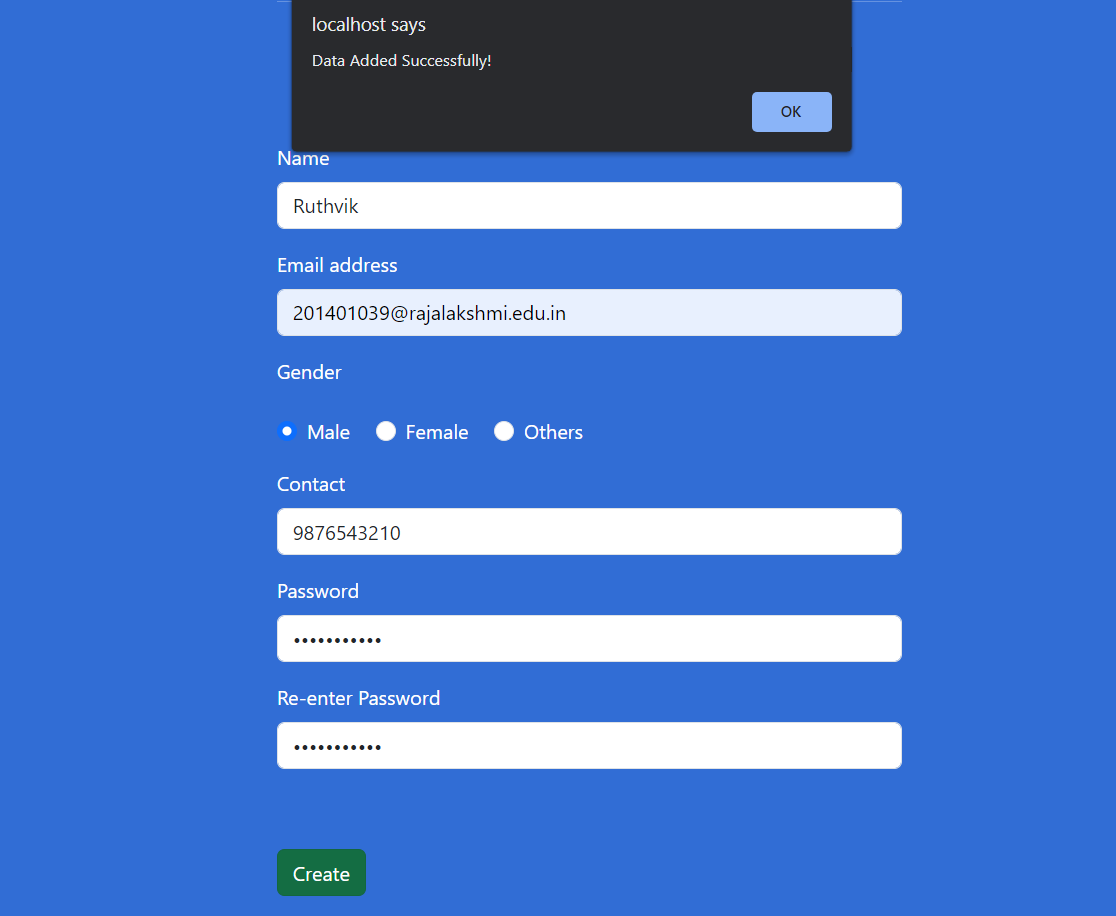 localhost says
Data Added Successfully!
OK
Name
Ruthvik
Email address
201401039@rajalakshmi.edu.in
Gender
Male Female Others
Contact
9876543210
Password
•••••••••••
Re-enter Password
•••••••••••
Create